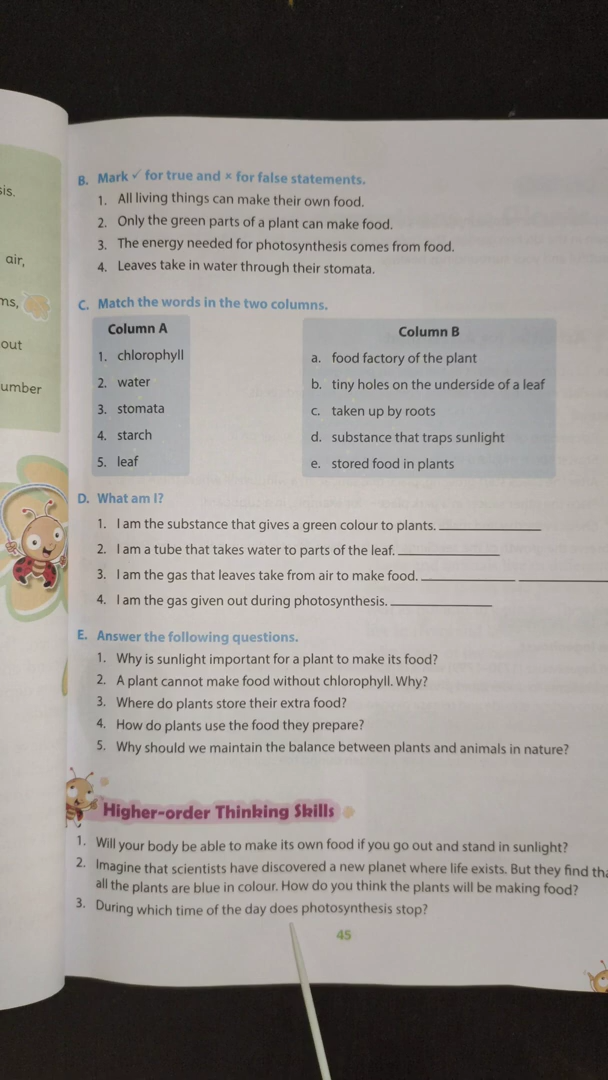 sis.
air,
ms,
out
umber
B. Mark ✓ for true and × for false statements.
1. All living things can make their own food.
2. Only the green parts of a plant can make food.
3. The energy needed for photosynthesis comes from food.
4. Leaves take in water through their stomata.
C. Match the words in the two columns.
Column A Column B
1. chlorophyll a. food factory of the plant
2. water b. tiny holes on the underside of a leaf
3. stomata c. taken up by roots
4. starch d. substance that traps sunlight
5. leaf e. stored food in plants
D. What am I?
1. I am the substance that gives a green colour to plants.
2. I am a tube that takes water to parts of the leaf.
3. I am the gas that leaves take from air to make food.
4. I am the gas given out during photosynthesis.
E. Answer the following questions.
1. Why is sunlight important for a plant to make its food?
2. A plant cannot make food without chlorophyll. Why?
3. Where do plants store their extra food?
4. How do plants use the food they prepare?
5. Why should we maintain the balance between plants and animals in nature?
Higher-order Thinking Skills
1. Will your body be able to make its own food if you go out and stand in sunlight?
2. Imagine that scientists have discovered a new planet where life exists. But they find tha
all the plants are blue in colour. How do you think the plants will be making food?
3. During which time of the day does photosynthesis stop?
45